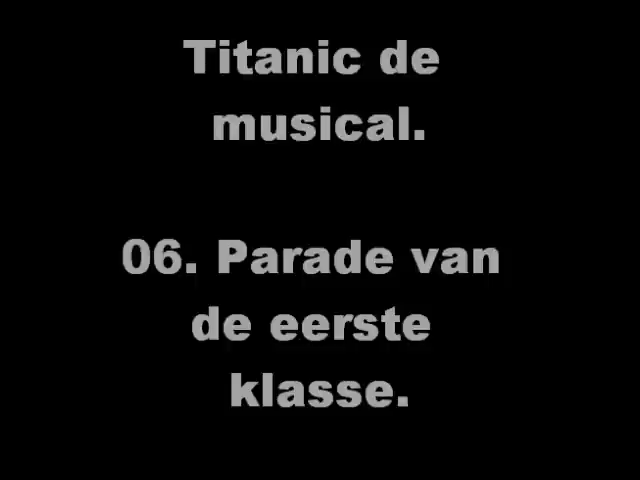 Titanic de
musical.
06. Parade van
de eerste
klasse.